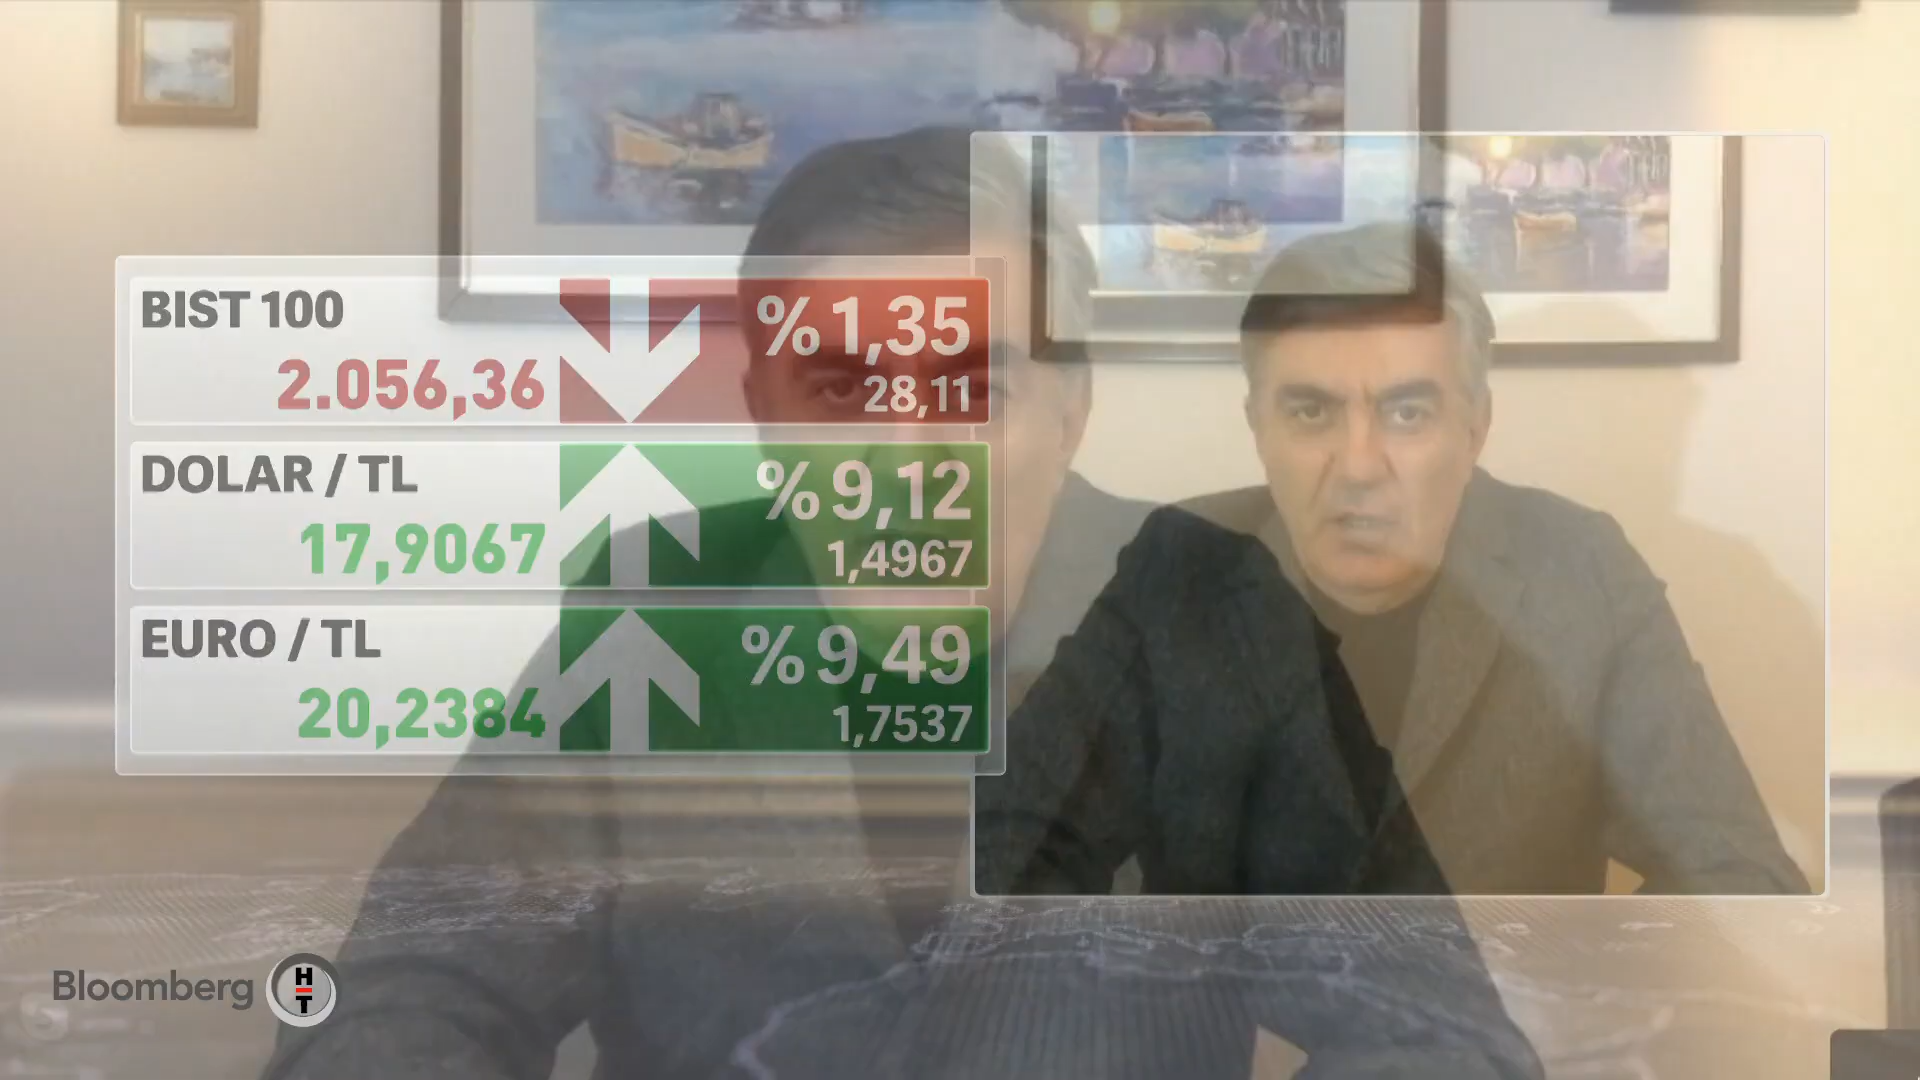 BIST 100
2.056,36
%1,35
28,11
DOLAR / TL
17,9067
%9,12
1,4967
EURO / TL
20,2384
%9,49
1,7537
Bloomberg HT